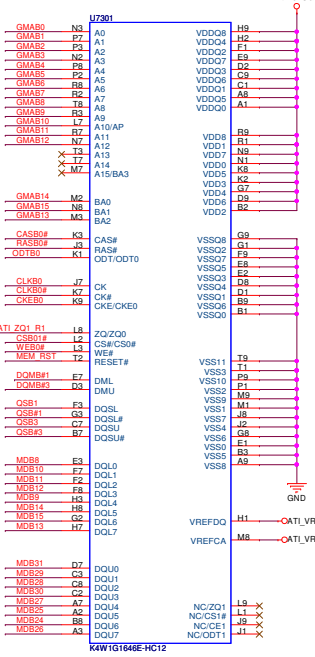 U7301
GMAB0 N3 A0
GMAB1 P7 A1
GMAB2 P3 A2
GMAB3 N2 A3
GMAB4 P8 A4
GMAB5 P2 A5
GMAB6 R8 A6
GMAB7 R2 A7
GMAB8 T8 A8
GMAB9 R3 A9
GMAB10 L7 A10/AP
GMAB11 R7 A11
GMAB12 N7 A12
T3 A13
T7 A14
M7 A15/BA3
GMAB14 M2 BA0
GMAB15 N8 BA1
GMAB13 M3 BA2
CASB0# K3 CAS#
RASB0# J3 RAS#
ODTB0 K1 ODT/ODT0
CLKB0 J7 CK
CLKB0# K7 CK#
CKEB0 K9 CKE/CKE0
ATI_ZQ1_R1 L8 ZQ/ZQ0
CSB01# L2 CS#/CS0#
WEB0# L3 WE#
MEM_RST T2 RESET#
DQMB#1 E7 DML
DQMB#3 D3 DMU
QSB1 F3 DQSL
QSB#1 G3 DQSL#
QSB3 C7 DQSU
QSB#3 B7 DQSU#
MDB8 E3 DQL0
MDB10 F7 DQL1
MDB11 F2 DQL2
MDB12 F8 DQL3
MDB9 H3 DQL4
MDB14 H8 DQL5
MDB15 G2 DQL6
MDB13 H7 DQL7
MDB31 D7 DQU0
MDB29 C3 DQU1
MDB28 C8 DQU2
MDB30 C2 DQU3
MDB27 A7 DQU4
MDB25 A2 DQU5
MDB24 B8 DQU6
MDB26 A3 DQU7
VDDQ8 H9
VDDQ4 H2
VDDQ2 F1
VDDQ7 E9
VDDQ3 D2
VDDQ6 C9
VDDQ1 C1
VDDQ5 A8
VDDQ0 A1
VDD8 R9
VDD1 R1
VDD7 N9
VDD0 N1
VDD5 K8
VDD3 K2
VDD4 G7
VDD6 D9
VDD2 B2
VSSQ8 G9
VSSQ2 G1
VSSQ7 F9
VSSQ5 E8
VSSQ3 E2
VSSQ4 D8
VSSQ1 D1
VSSQ6 B9
VSSQ0 B1
VSS11 T9
VSS3 T1
VSS10 P9
VSS2 P1
VSS9 M9
VSS1 M1
VSS7 J8
VSS4 J2
VSS6 G8
VSS0 E1
VSS5 B3
VSS8 A9
GND
VREFDQ H1 ATI_VR
VREFCA M8 ATI_VR
NC/ZQ1 L9
NC/CS1# L1
NC/CE1 J9
NC/ODT1 J1
K4W1G1646E-HC12